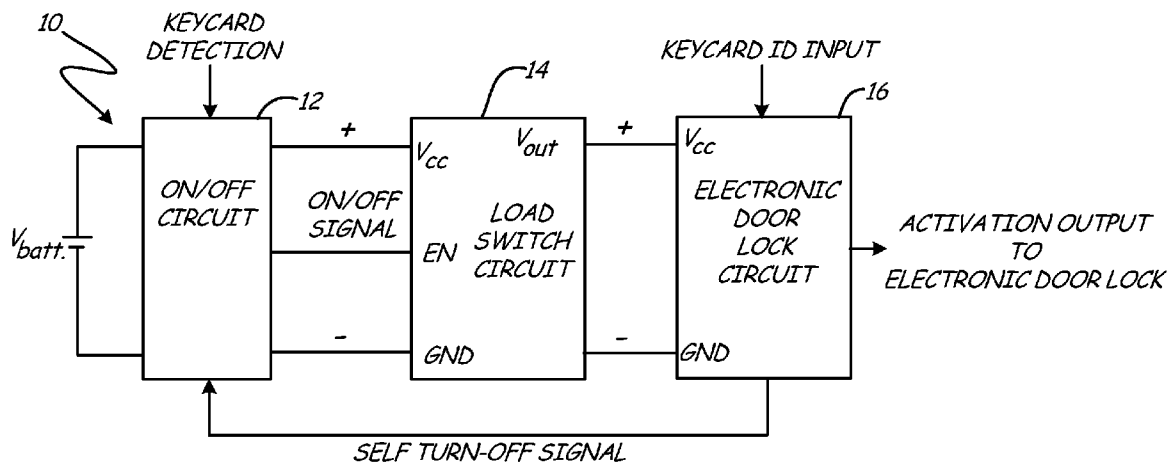 10
KEYCARD
DETECTION
12
14
KEYCARD ID INPUT
16
+
+
Vcc
Vout
Vcc
ON/OFF
CIRCUIT
ON/OFF
SIGNAL
LOAD
SWITCH
CIRCUIT
ELECTRONIC
DOOR
LOCK
CIRCUIT
Vbatt.
EN
ACTIVATION OUTPUT
TO
ELECTRONIC DOOR LOCK
-
-
GND
GND
SELF TURN-OFF SIGNAL